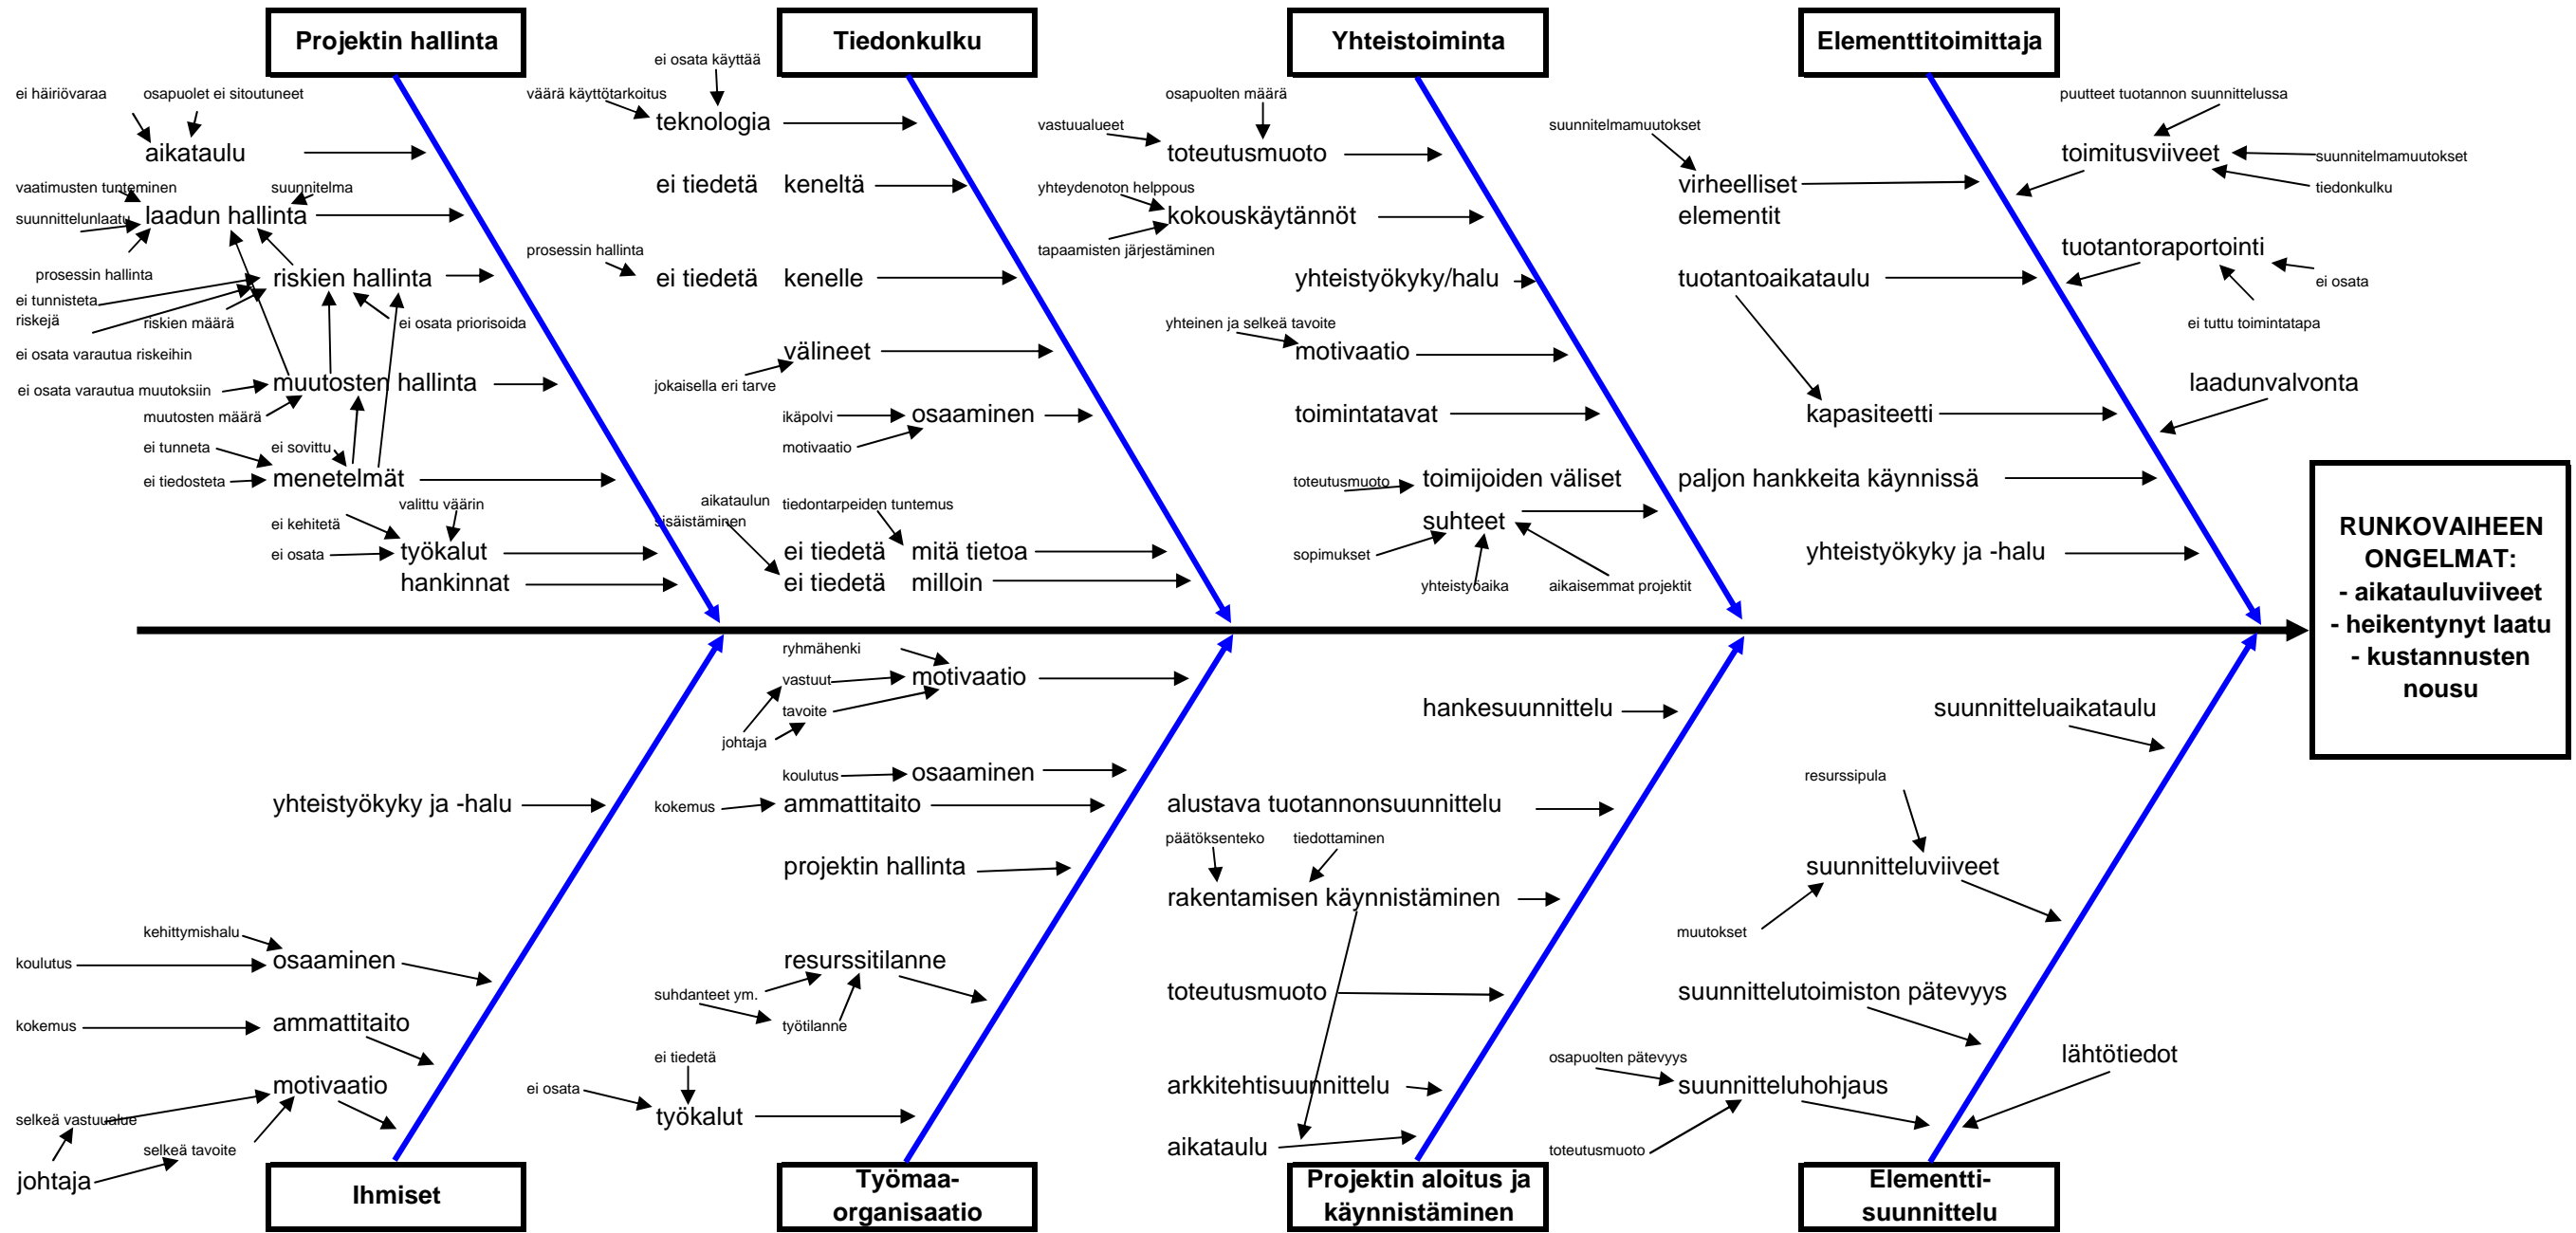 Projektin hallinta
Tiedonkulku
Yhteistoiminta
Elementtitoimittaja
ei häiriövaraa
osapuolet ei sitoutuneet
aikataulu
vaatimusten tunteminen
suunnitelma
suunnittelunlaatu
laadun hallinta
prosessin hallinta
riskien hallinta
ei tunnisteta
riskejä
riskien määrä
ei osata priorisoida
ei osata varautua riskeihin
muutosten hallinta
ei osata varautua muutoksiin
muutosten määrä
ei tunneta
ei sovittu
ei tiedosteta
menetelmät
valittu väärin
ei kehitetä
ei osata
työkalut
hankinnat
ei osata käyttää
väärä käyttötarkoitus
teknologia
ei tiedetä keneltä
prosessin hallinta
ei tiedetä kenelle
välineet
jokaisella eri tarve
ikäpolvi
osaaminen
motivaatio
aikataulun
sisäistäminen
tiedontarpeiden tuntemus
ei tiedetä mitä tietoa
ei tiedetä milloin
osapuolten määrä
vastuualueet
toteutusmuoto
yhteydenoton helppous
kokouskäytännöt
tapaamisten järjestäminen
yhteistyökyky/halu
yhteinen ja selkeä tavoite
motivaatio
toimintatavat
toteutusmuoto
toimijoiden väliset
suhteet
sopimukset
yhteistyöaika
aikaisemmat projektit
puutteet tuotannon suunnittelussa
suunnitelmamuutokset
toimitusviiveet
suunnitelmamuutokset
tiedonkulku
virheelliset
elementit
tuotantoraportointi
ei osata
ei tuttu toimintatapa
tuotantoaikataulu
laadunvalvonta
kapasiteetti
paljon hankkeita käynnissä
yhteistyökyky ja -halu
RUNKOVAIHEEN
ONGELMAT:
- aikatauluviiveet
- heikentynyt laatu
- kustannusten
nousu
yhteistyökyky ja -halu
kehittymishalu
koulutus
osaaminen
kokemus
ammattitaito
motivaatio
selkeä vastuualue
selkeä tavoite
johtaja
ryhmähenki
vastuut
motivaatio
tavoite
johtaja
koulutus
osaaminen
kokemus
ammattitaito
projektin hallinta
resurssitilanne
suhdanteet ym.
työtilanne
ei tiedetä
ei osata
työkalut
hankesuunnittelu
alustava tuotannonsuunnittelu
päätöksenteko
tiedottaminen
rakentamisen käynnistäminen
toteutusmuoto
arkkitehtisuunnittelu
aikataulu
suunnitteluaikataulu
resurssipula
suunnitteluviiveet
muutokset
suunnittelutoimiston pätevyys
osapuolten pätevyys
lähtötiedot
suunnitteluhohjaus
toteutusmuoto
Ihmiset
Työmaa-
organisaatio
Projektin aloitus ja
käynnistäminen
Elementti-
suunnittelu